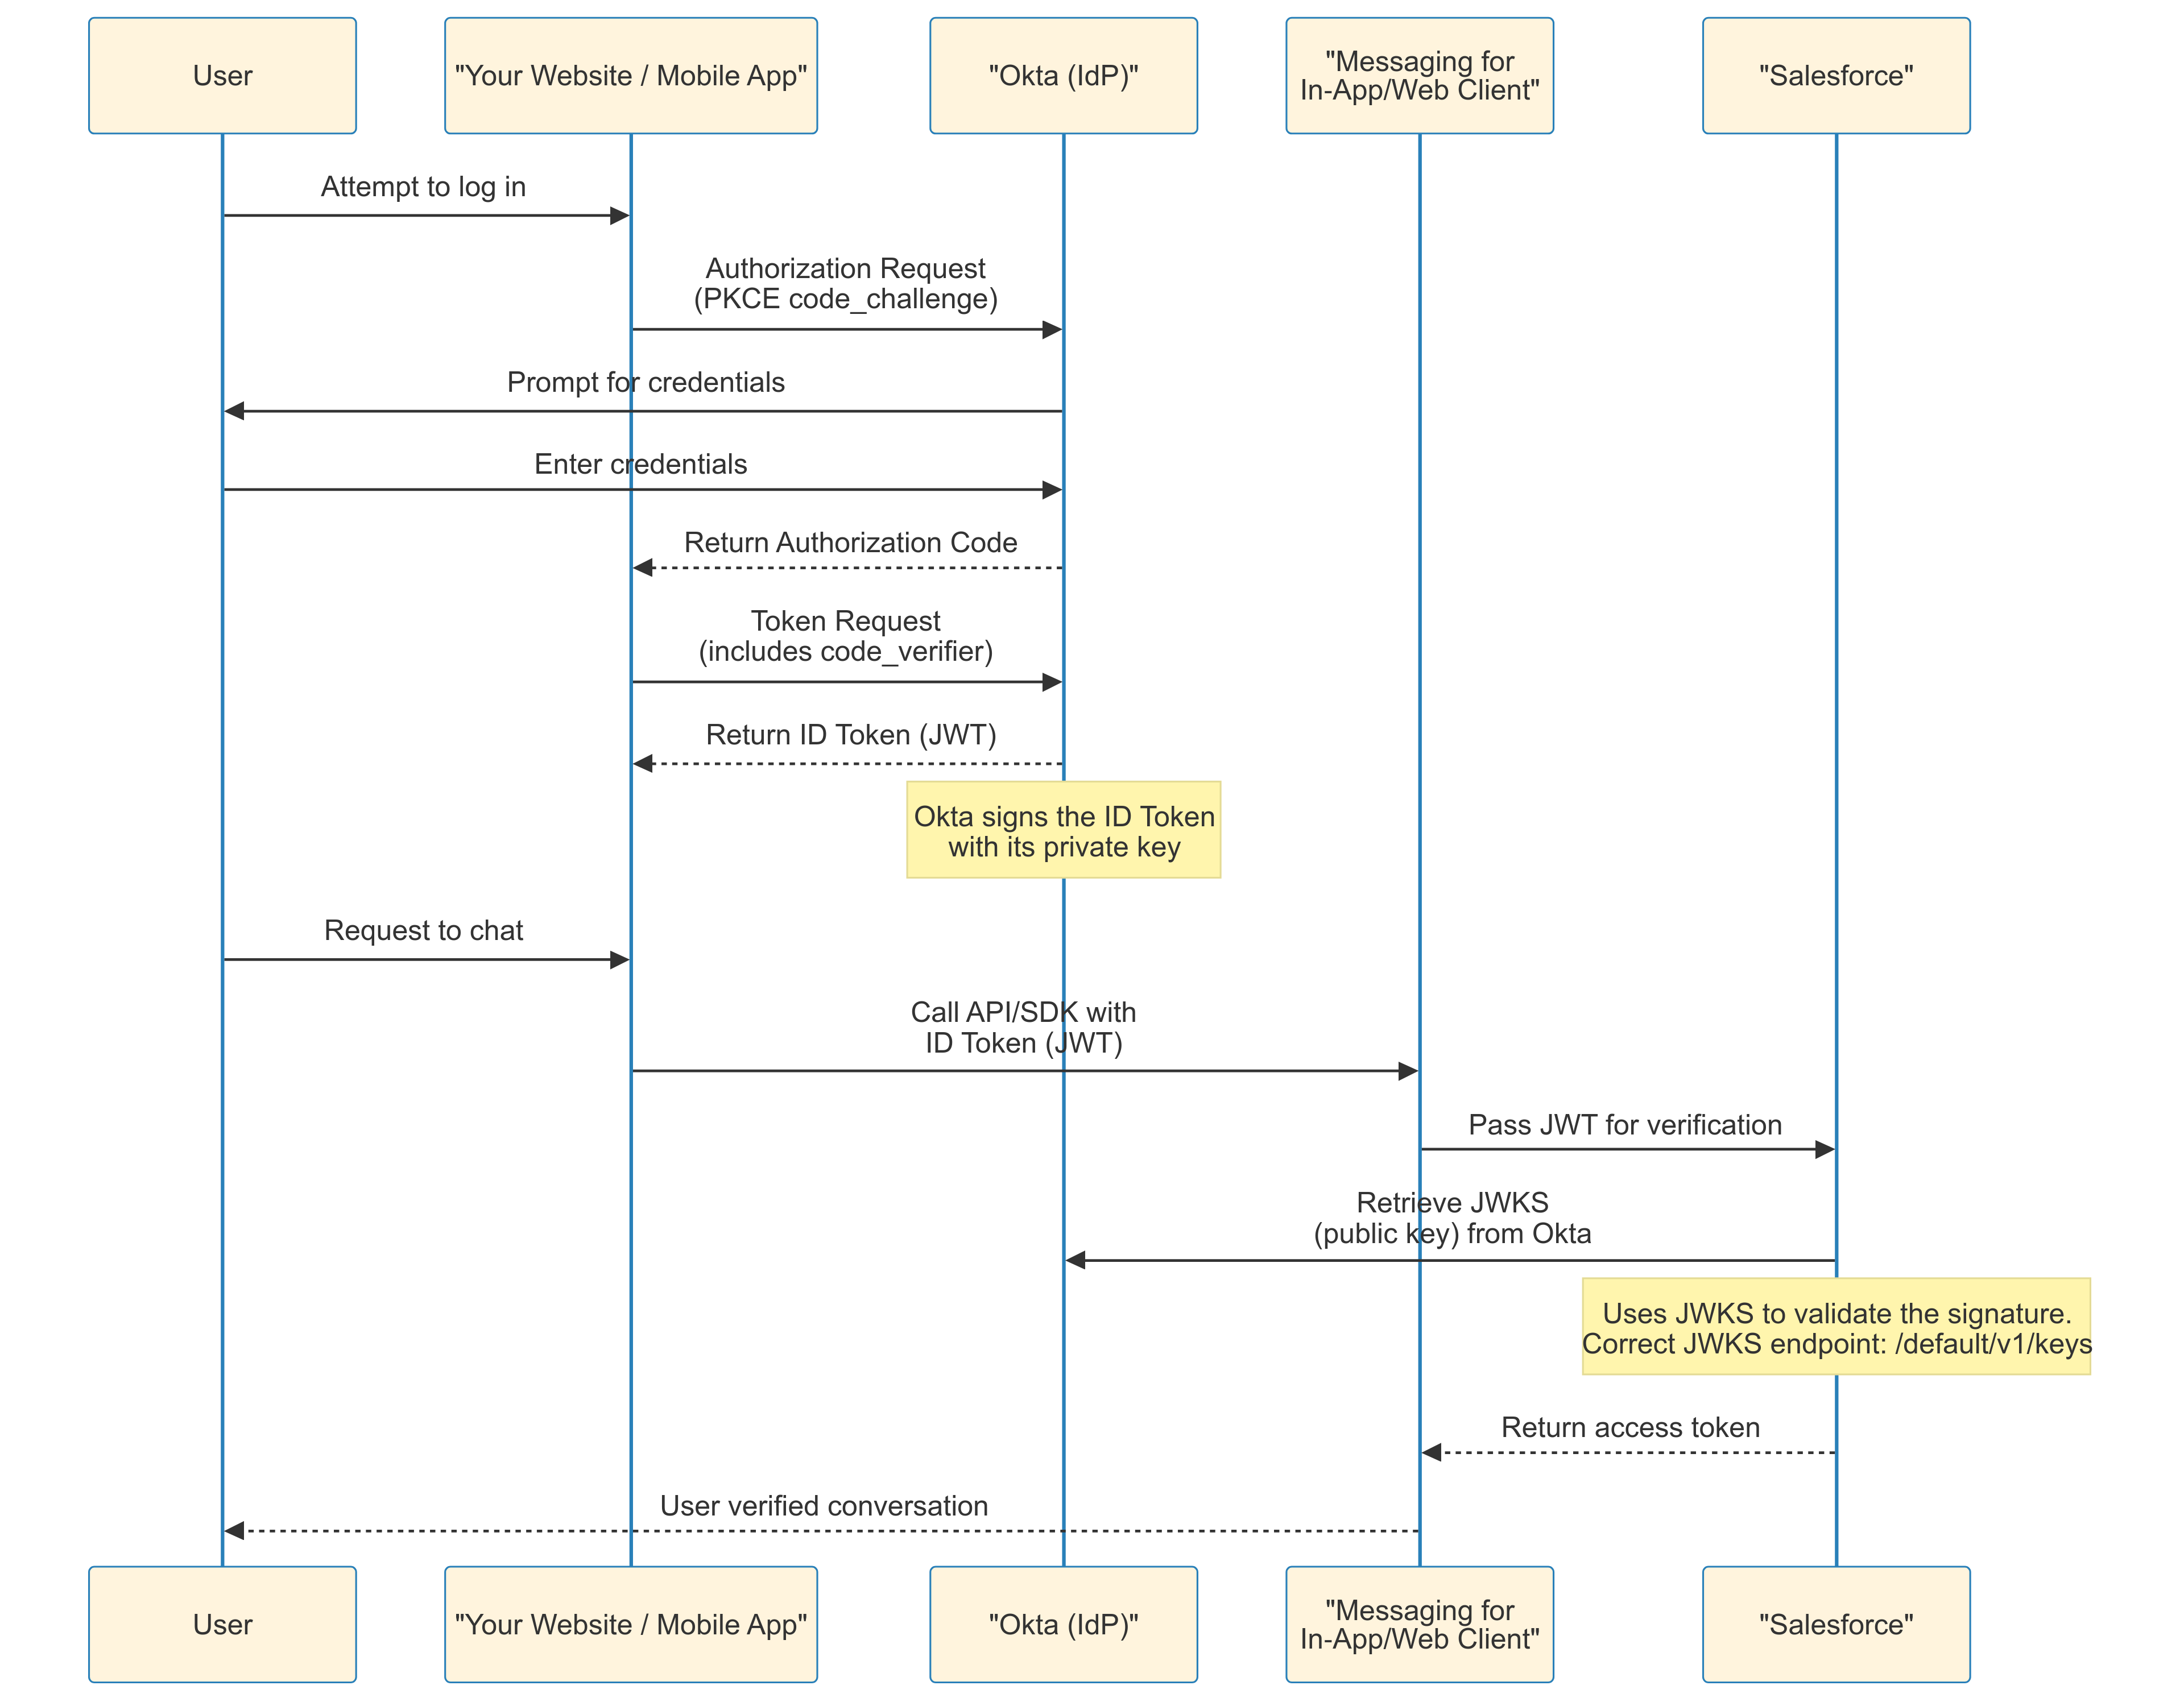 User
"Your Website / Mobile App"
"Okta (IdP)"
"Messaging for
In-App/Web Client"
"Salesforce"
Attempt to log in
Authorization Request
(PKCE code_challenge)
Prompt for credentials
Enter credentials
Return Authorization Code
Token Request
(includes code_verifier)
Return ID Token (JWT)
Okta signs the ID Token
with its private key
Request to chat
Call API/SDK with
ID Token (JWT)
Pass JWT for verification
Retrieve JWKS
(public key) from Okta
Uses JWKS to validate the signature.
Correct JWKS endpoint: /default/v1/keys
Return access token
User verified conversation
User
"Your Website / Mobile App"
"Okta (IdP)"
"Messaging for
In-App/Web Client"
"Salesforce"